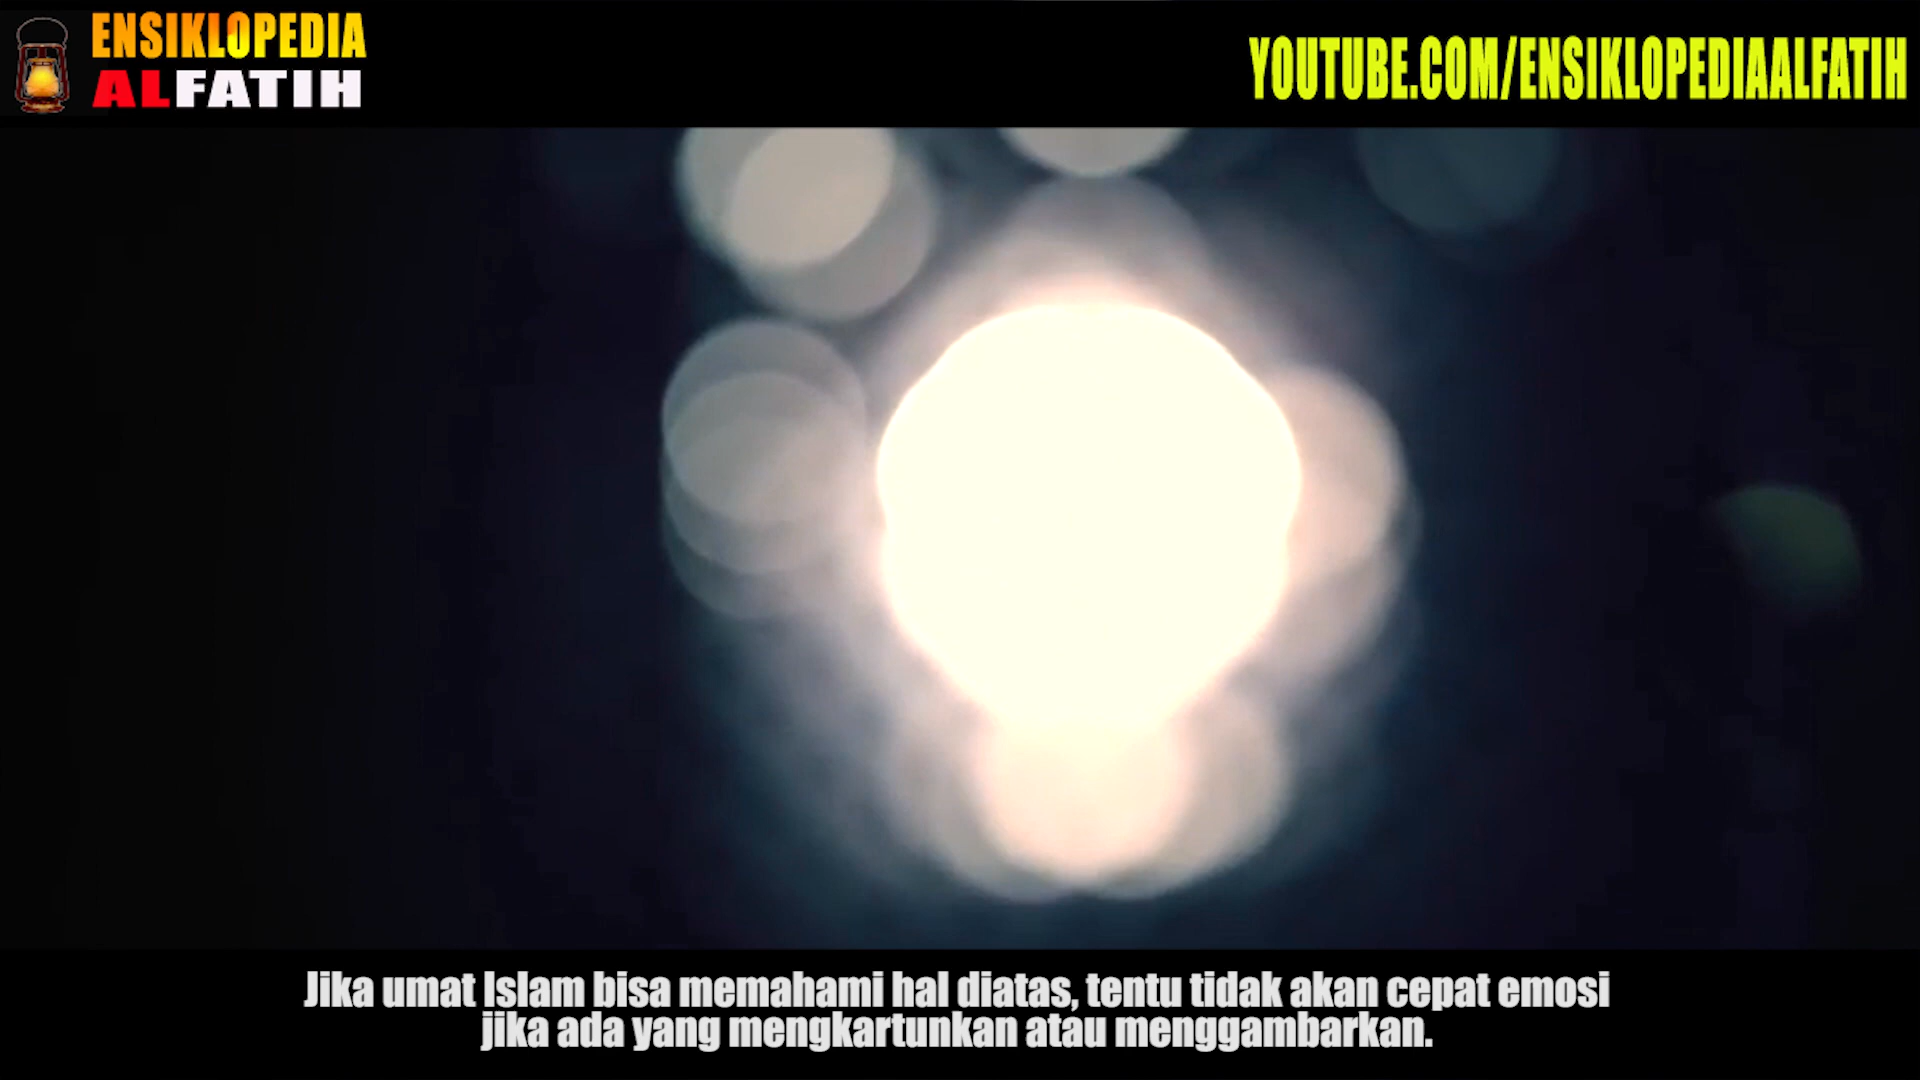 ENSIKLOPEDIA
ALFATIH
YOUTUBE.COM/ENSIKLOPEDIAALFATIH
Jika umat Islam bisa memahami hal diatas, tentu tidak akan cepat emosi
jika ada yang mengkartunkan atau menggambarkan.